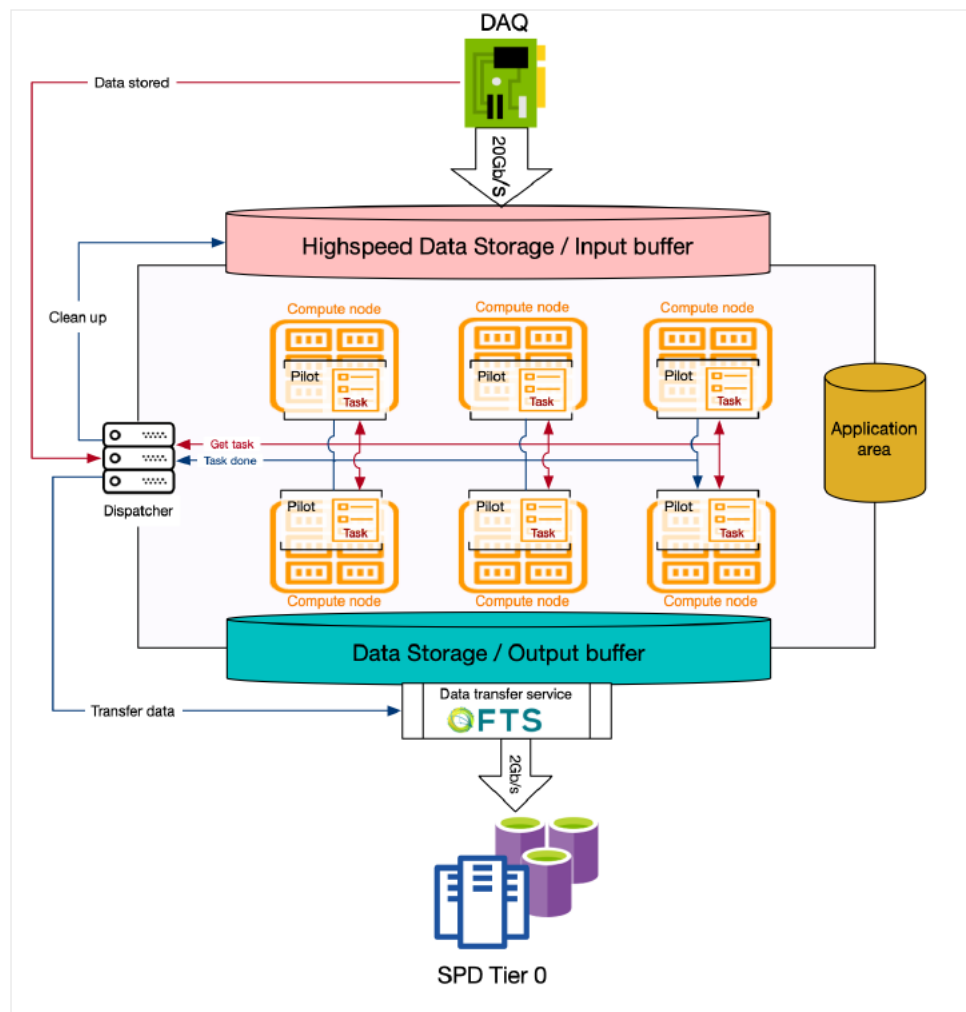 DAQ
Data stored
20Gb/s
Highspeed Data Storage / Input buffer
Clean up
Compute node
Compute node
Compute node
Pilot
Task
Pilot
Task
Pilot
Task
Application
area
Get task
Task done
Dispatcher
Pilot
Task
Pilot
Task
Pilot
Task
Compute node
Compute node
Compute node
Data Storage / Output buffer
Data transfer service
FTS
Transfer data
2Gb/s
SPD Tier 0